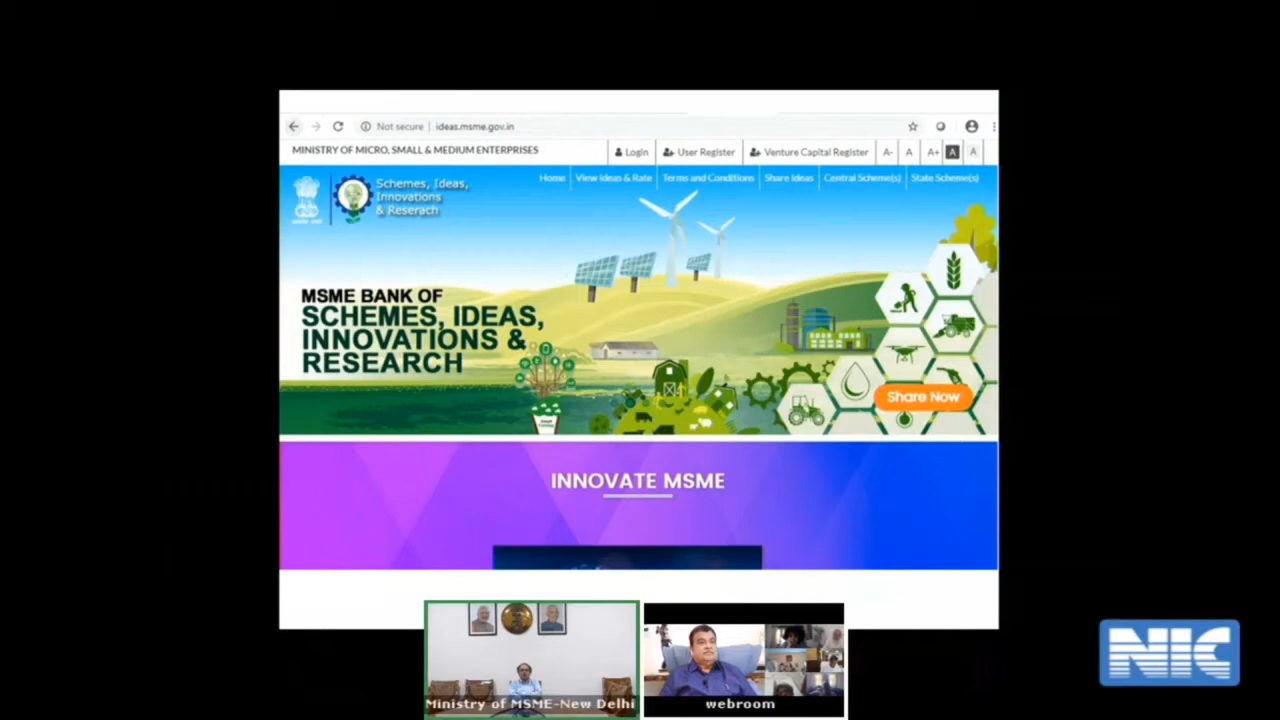 Not secure
ideas.msme.gov.in
MINISTRY OF MICRO, SMALL & MEDIUM ENTERPRISES
Login
User Register
Venture Capital Register
A-
A
A+
A
A
Schemes, Ideas,
Innovations
& Reserach
Home
View Ideas & Rate
Terms and Conditions
Share Ideas
Central Scheme(s)
State Scheme(s)
MSME BANK OF
SCHEMES, IDEAS,
INNOVATIONS &
RESEARCH
Share Now
INNOVATE MSME
Ministry of MSME-New Delhi
webroom
NIC